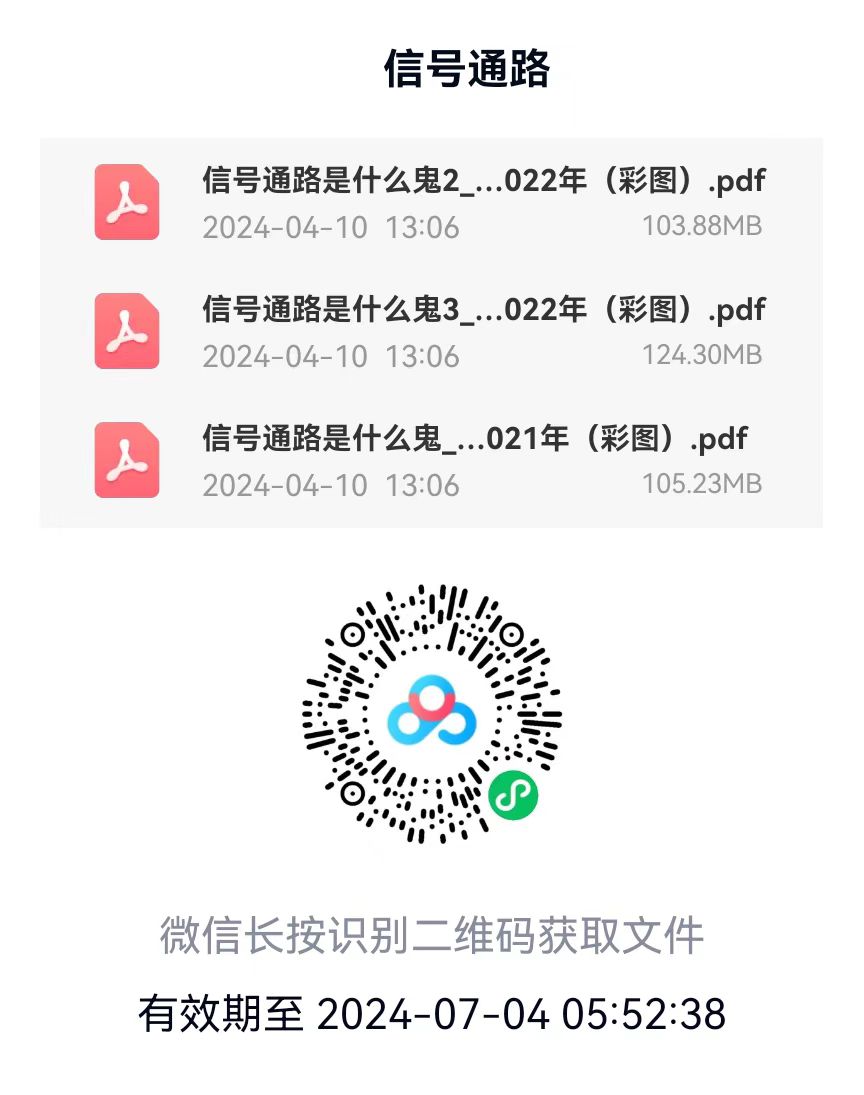 信号通路
信号通路是什么鬼2_...022年（彩图）.pdf
2024-04-10 13:06 103.88MB
信号通路是什么鬼3_...022年（彩图）.pdf
2024-04-10 13:06 124.30MB
信号通路是什么鬼_...021年（彩图）.pdf
2024-04-10 13:06 105.23MB
微信长按识别二维码获取文件
有效期至 2024-07-04 05:52:38